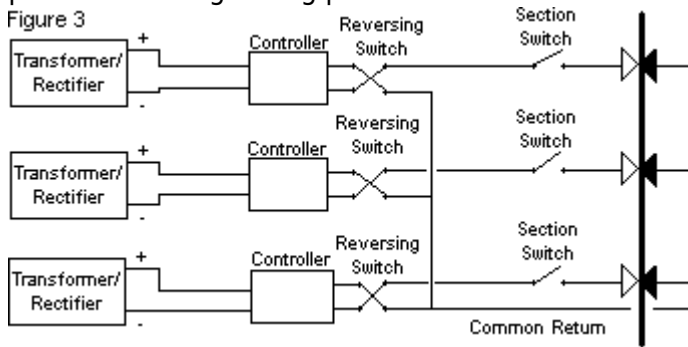 Figure 3
Transformer/
Rectifier
+
-
Controller
Reversing
Switch
Section
Switch
Transformer/
Rectifier
+
-
Controller
Reversing
Switch
Section
Switch
Transformer/
Rectifier
+
-
Controller
Reversing
Switch
Section
Switch
Common Return